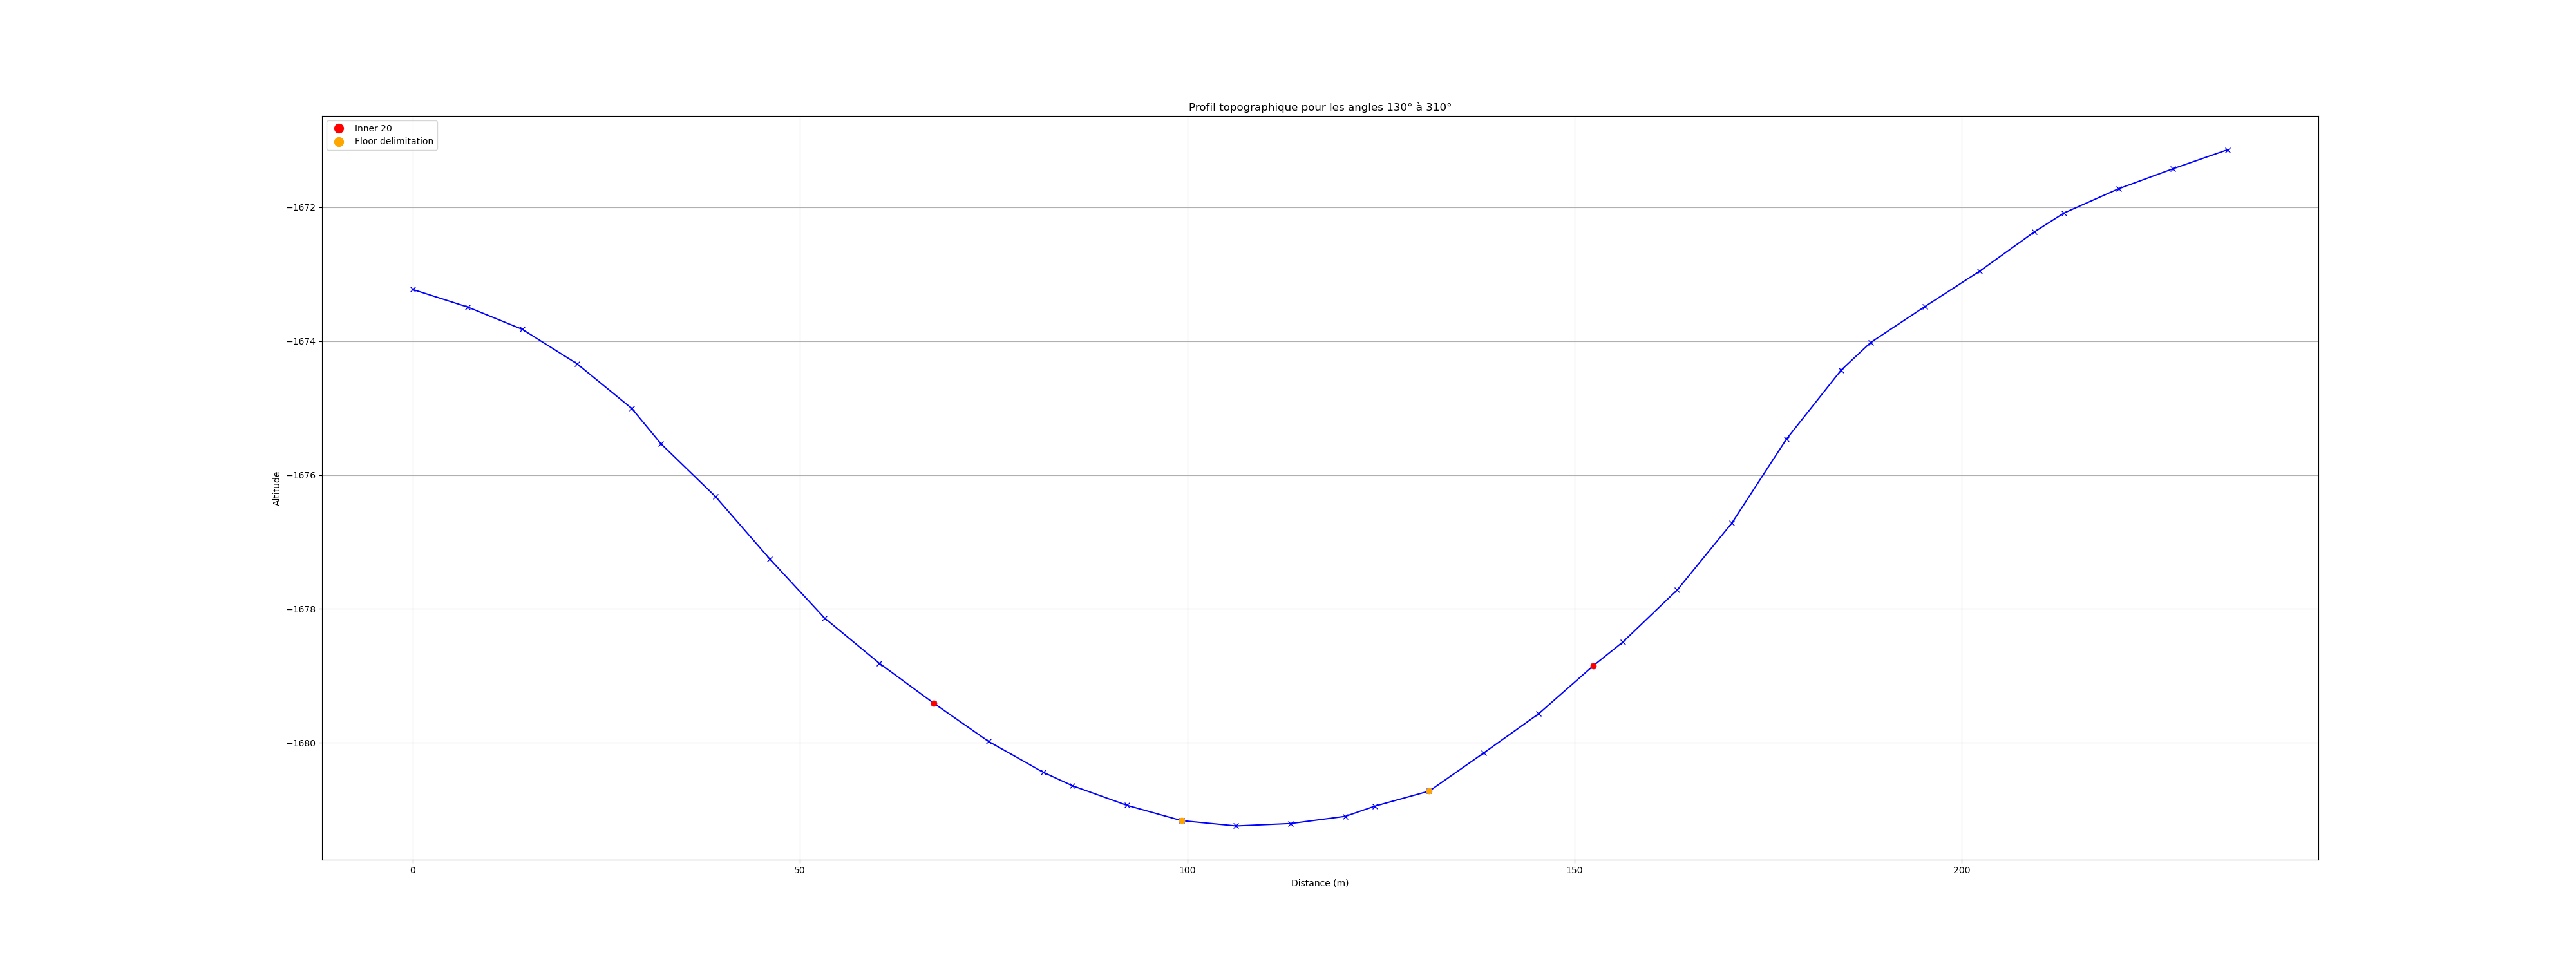 Profil topographique pour les angles 130° à 310°
Inner 20
Floor delimitation
Altitude
−1672
−1674
−1676
−1678
−1680
0 50 100 150 200
Distance (m)